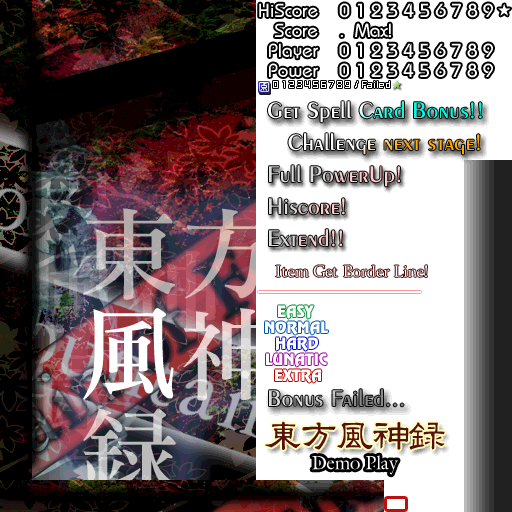 HiScore 0123456789★
Score . Max!
Player 0123456789
Power 0123456789
0123456789/Failed★
Get Spell Card Bonus!!
Challenge next stage!
Full PowerUp!
Hiscore!
Extend!!
Item Get Border Line!
EASY
NORMAL
HARD
LUNATIC
EXTRA
Bonus Failed...
東方風神録
Demo Play
東方
風神
録